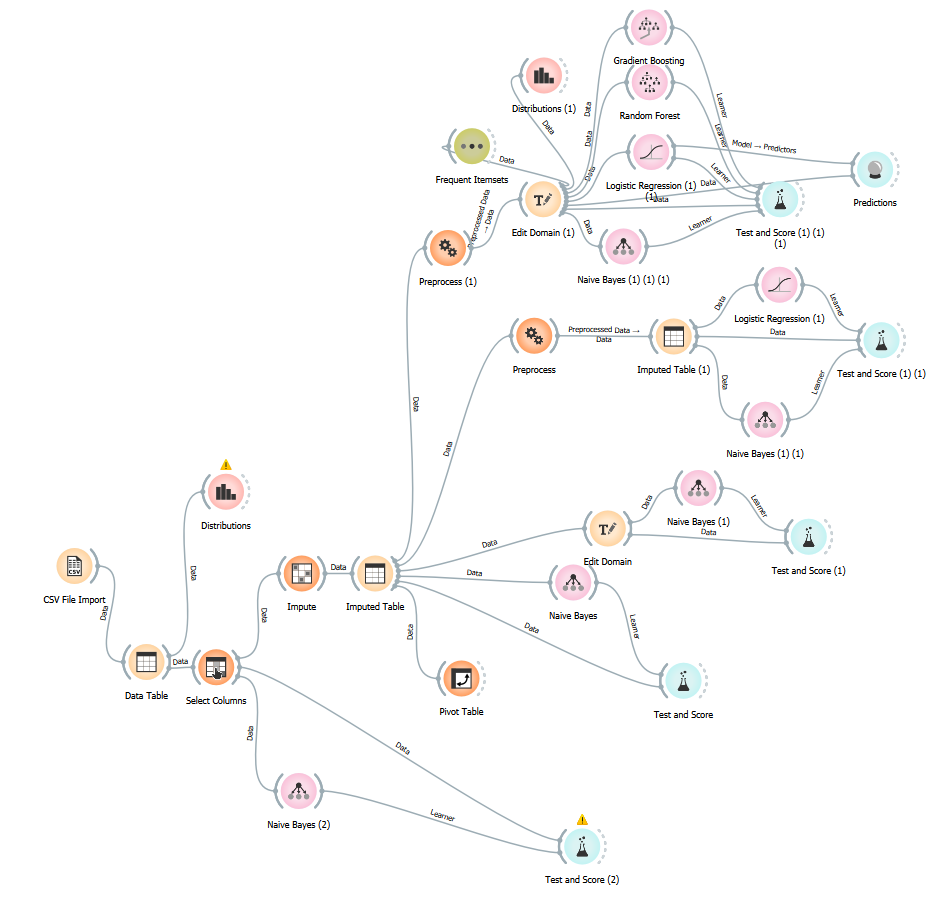 Gradient Boosting
Learner
Data
Distributions (1)
Data
Random Forest
Learner
Data
Model → Predictors
Frequent Itemsets
Data
Data
Logistic Regression (1)
(1)
Learner
Data
Data
Predictions
Preprocessed Data
→ Data
Edit Domain (1)
Data
Naive Bayes (1) (1) (1)
Learner
Test and Score (1) (1)
(1)
Preprocess (1)
Data
Logistic Regression (1)
Learner
Preprocess
Preprocessed Data →
Data
Imputed Table (1)
Data
Test and Score (1) (1)
Data
Learner
Naive Bayes (1) (1)
Data
Data
Distributions
Data
Naive Bayes (1)
Learner
Data
Edit Domain
Data
Test and Score (1)
CSV File Import
Data
Data
Data
Data Table
Select Columns
Data
Impute
Data
Imputed Table
Data
Naive Bayes
Learner
Data
Test and Score
Data
Pivot Table
Data
Data
Naive Bayes (2)
Learner
Test and Score (2)
CSV